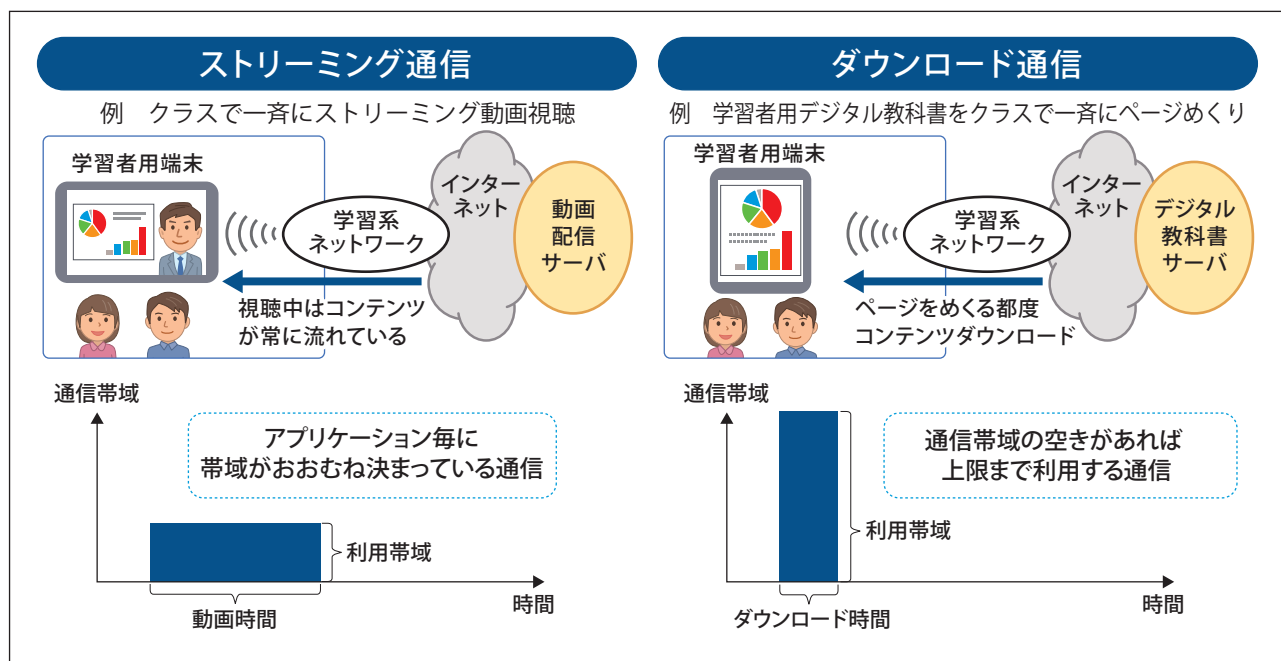 ストリーミング通信
例　クラスで一斉にストリーミング動画視聴
学習者用端末
学習系
ネットワーク
インター
ネット
動画
配信
サーバ
視聴中はコンテンツ
が常に流れている
通信帯域
アプリケーション毎に
帯域がおおむね決まっている通信
利用帯域
動画時間
時間
ダウンロード通信
例　学習者用デジタル教科書をクラスで一斉にページめくり
学習者用端末
学習系
ネットワーク
インター
ネット
デジタル
教科書
サーバ
ページをめくる都度
コンテンツダウンロード
通信帯域
通信帯域の空きがあれば
上限まで利用する通信
利用帯域
ダウンロード時間
時間